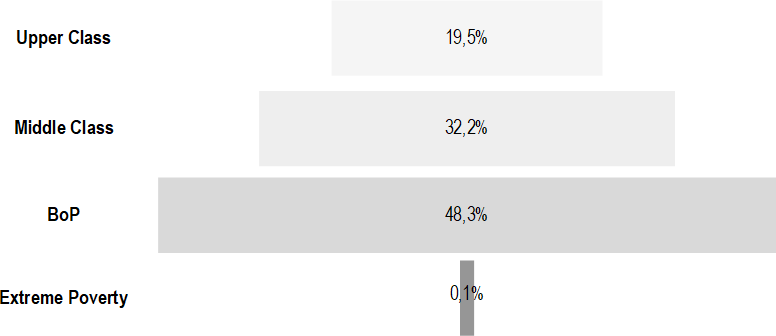 Upper Class 19,5%
Middle Class 32,2%
BoP 48,3%
Extreme Poverty 0,1%